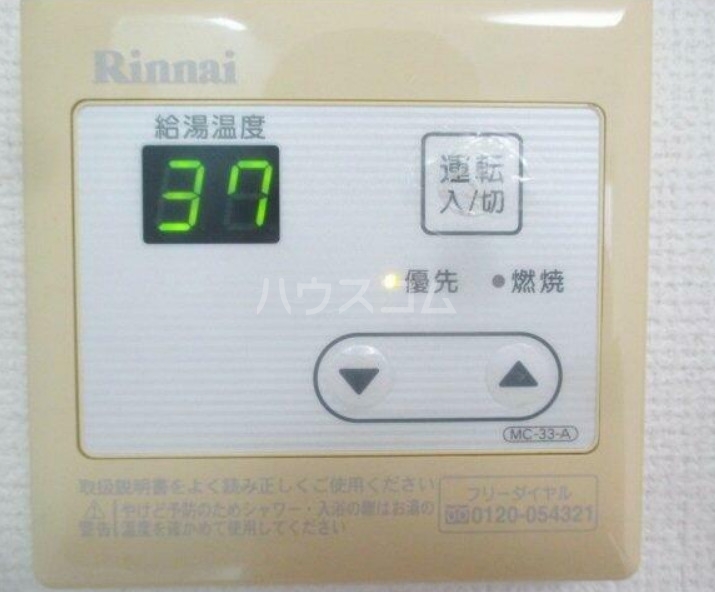 Rinnai
給湯温度
37
運転
入/切
優先 燃焼
ハウスコム
MC-33-A
取扱説明書をよく読み正しくご使用ください
フリーダイヤル
0120-054321
警告 やけど予防のためシャワー・入浴の際はお湯の
温度を確かめて使用してください